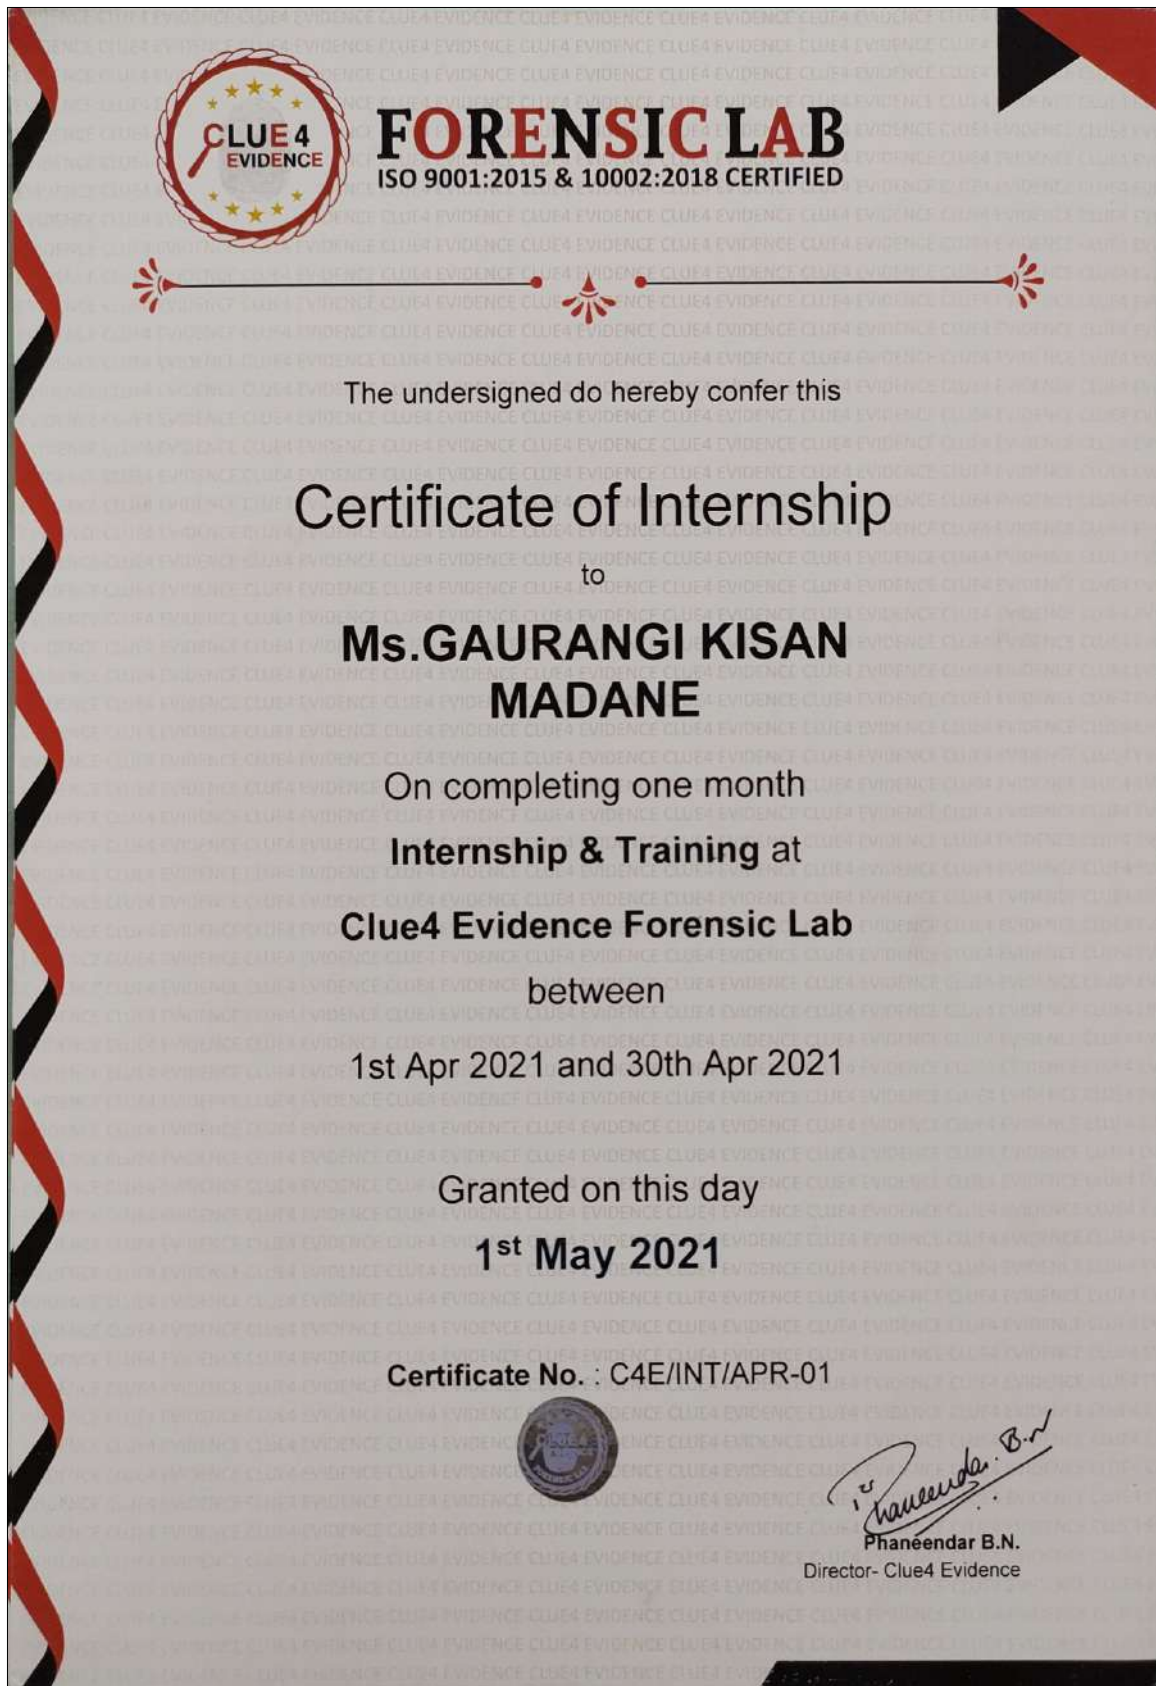 CLUE4
EVIDENCE
FORENSIC LAB
ISO 9001:2015 & 10002:2018 CERTIFIED
The undersigned do hereby confer this
Certificate of Internship
to
Ms.GAURANGI KISAN
MADANE
On completing one month
Internship & Training at
Clue4 Evidence Forensic Lab
between
1st Apr 2021 and 30th Apr 2021
Granted on this day
1st May 2021
Certificate No. : C4E/INT/APR-01
Phaneendar B.N
Phaneendar B.N.
Director- Clue4 Evidence